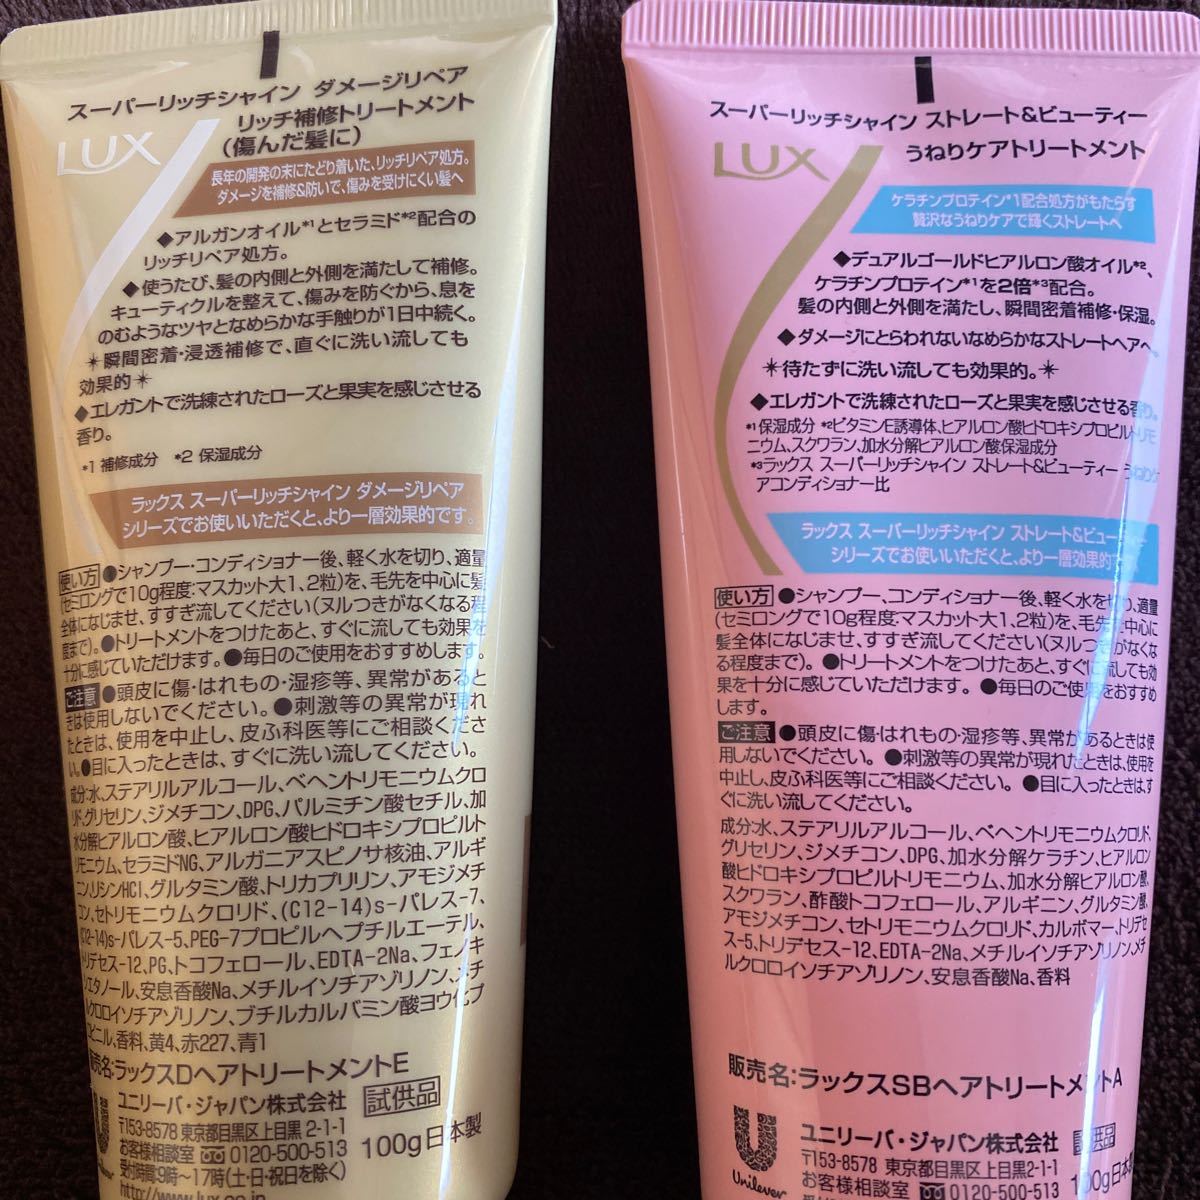 スーパーリッチシャイン ダメージリペア
リッチ補修トリートメント
(傷んだ髪に)
LUX
長年の開発の末にたどり着いた、リッチリペア処方。
ダメージを補修&防いで、傷みを受けにくい髪へ
◆アルガンオイル*1とセラミド*2配合の
リッチリペア処方。
◆使うたび、髪の内側と外側を満たして補修。
キューティクルを整えて、傷みを防ぐから、息を
のむようなツヤとなめらかな手触りが1日中続く。
✳瞬間密着・浸透補修で、直ぐに洗い流しても
効果的✳
◆エレガントで洗練されたローズと果実を感じさせる
香り。
*1 補修成分 *2 保湿成分
ラックス スーパーリッチシャイン ダメージリペア
シリーズでお使いいただくと、より一層効果的です。
使い方 ●シャンプー・コンディショナー後、軽く水を切り、適量
(セミロングで10g程度:マスカット大1、2粒)を、毛先を中心に髪
全体になじませ、すすぎ流してください(ヌルつきがなくなる程
度まで)。●トリートメントをつけたあと、すぐに流しても効果を
十分に感じていただけます。●毎日のご使用をおすすめします。
ご注意 ●頭皮に傷・はれもの・湿疹等、異常があると
きは使用しないでください。●刺激等の異常が現れ
たときは、使用を中止し、皮ふ科医等にご相談くださ
い。●目に入ったときは、すぐに洗い流してください。
成分:水、ステアリルアルコール、ベヘントリモニウムクロ
リド、グリセリン、ジメチコン、DPG、パルミチン酸セチル、加
水分解ヒアルロン酸、ヒアルロン酸ヒドロキシプロピルト
リモニウム、セラミドNG、アルガニアスピノサ核油、アルギ
ニン、リシンHCl、グルタミン酸、トリカプリリン、アモジメチ
コン、セトリモニウムクロリド、(C12-14)s-パレス-7、
(C12-14)s-パレス-5、PEG-7プロピルヘプチルエーテル、
トリデセス-12、PG、トコフェロール、EDTA-2Na、フェノキ
シエタノール、安息香酸Na、メチルイソチアゾリノン、メチ
ルクロロイソチアゾリノン、ブチルカルバミン酸ヨウ化プ
ロピニル、香料、黄4、赤227、青1
販売名:ラックスDヘアトリートメントE
ユニリーバ・ジャパン株式会社
〒153-8578 東京都目黒区上目黒 2-1-1
お客様相談室 0120-500-513
受付時間9時~17時(土・日・祝日を除く)
http://www.lux.co.jp
試供品
100g日本製
Unilever
スーパーリッチシャイン ストレート&ビューティー
うねりケアトリートメント
LUX
ケラチンプロテイン*1配合処方がもたらす
贅沢なうねりケアで輝くストレートへ
◆デュアルゴールドヒアルロン酸オイル*2、
ケラチンプロテイン*1を2倍*3配合。
髪の内側と外側を満たし、瞬間密着補修・保湿。
◆ダメージにとらわれないなめらかなストレートヘアへ。
✳待たずに洗い流しても効果的。✳
◆エレガントで洗練されたローズと果実を感じさせる香り。
*1保湿成分 *2ビタミンE誘導体、ヒアルロン酸ヒドロキシプロピルトリモ
ニウム、スクワラン、加水分解ヒアルロン酸保湿成分
*3ラックス スーパーリッチシャイン ストレート&ビューティー うねりケ
アコンディショナー比
ラックス スーパーリッチシャイン ストレート&ビューティー
シリーズでお使いいただくと、より一層効果的です。
使い方 ●シャンプー、コンディショナー後、軽く水を切り、適量
(セミロングで10g程度:マスカット大1、2粒)を、毛先を中心に
髪全体になじませ、すすぎ流してください(ヌルつきがなくな
る程度まで)。●トリートメントをつけたあと、すぐに流しても効
果を十分に感じていただけます。●毎日のご使用をおすすめ
します。
ご注意 ●頭皮に傷・はれもの・湿疹等、異常があるときは使
用しないでください。●刺激等の異常が現れたときは、使用を
中止し、皮ふ科医等にご相談ください。●目に入ったときは、す
ぐに洗い流してください。
成分:水、ステアリルアルコール、ベヘントリモニウムクロリド、
グリセリン、ジメチコン、DPG、加水分解ケラチン、ヒアルロン
酸ヒドロキシプロピルトリモニウム、加水分解ヒアルロン酸、
スクワラン、酢酸トコフェロール、アルギニン、グルタミン酸、
アモジメチコン、セトリモニウムクロリド、カルボマー、トリデセ
ス-5、トリデセス-12、EDTA-2Na、メチルイソチアゾリノン、メチ
ルクロロイソチアゾリノン、安息香酸Na、香料
販売名:ラックスSBヘアトリートメントA
ユニリーバ・ジャパン株式会社
〒153-8578 東京都目黒区上目黒2-1-1
お客様相談室 0120-500-513
試供品
100g日本製
Unilever